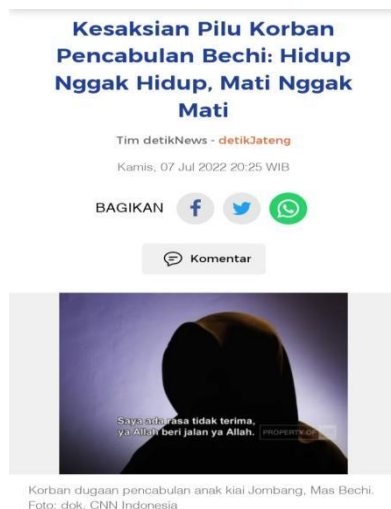 Kesaksian Pilu Korban
Pencabulan Bechi: Hidup
Nggak Hidup, Mati Nggak
Mati
Tim detikNews - detikJateng
Kamis, 07 Jul 2022 20:25 WIB
BAGIKAN
Komentar
Saya ada rasa tidak terima,
ya Allah beri jalan ya Allah.
PROPERTY OF
Korban dugaan pencabulan anak kiai Jombang, Mas Bechi.
Foto: dok. CNN Indonesia